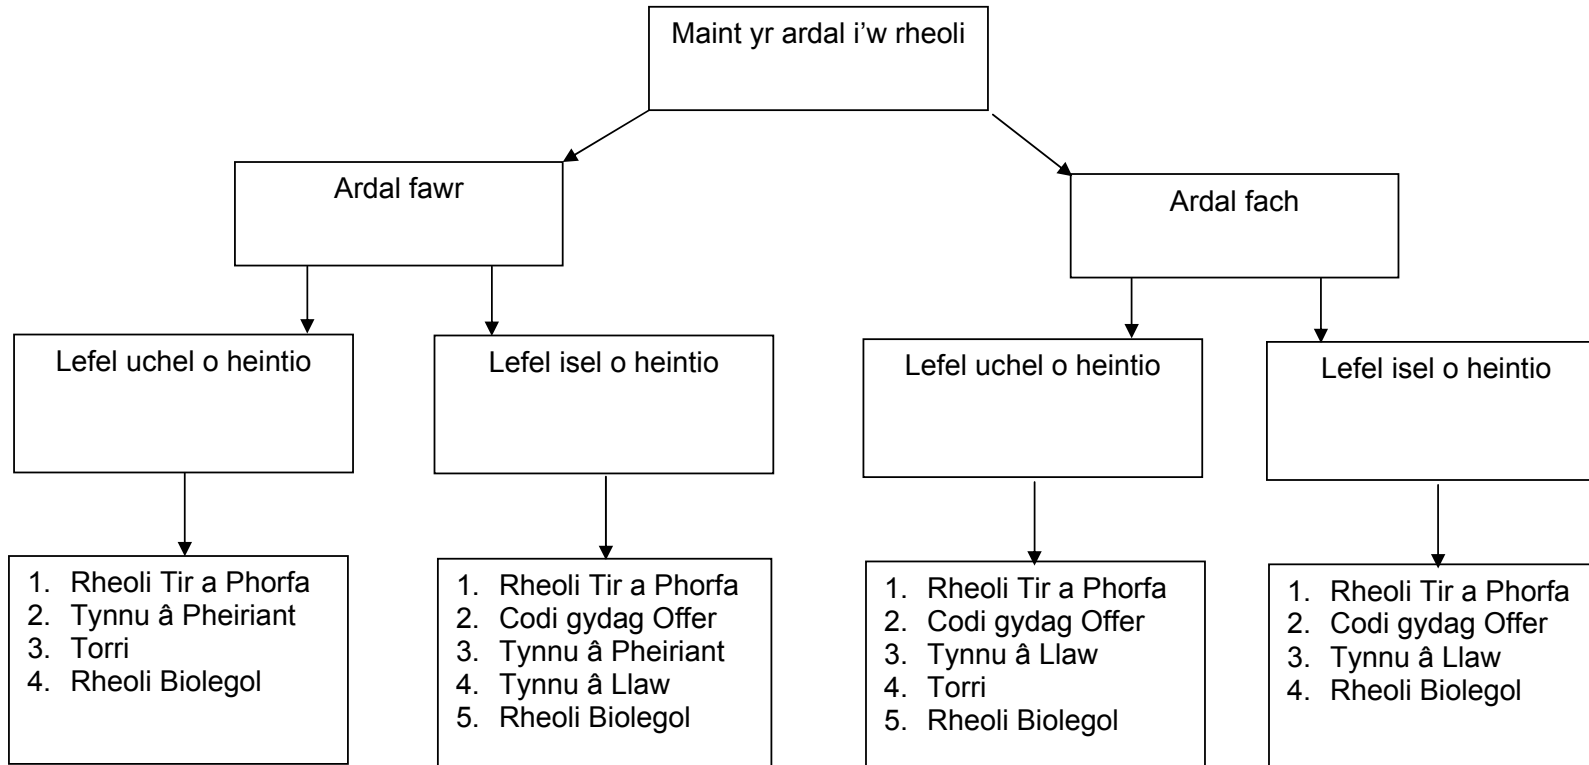 Maint yr ardal i’w rheoli
Ardal fawr
Ardal fach
Lefel uchel o heintio
Lefel isel o heintio
Lefel uchel o heintio
Lefel isel o heintio
1. Rheoli Tir a Phorfa
2. Tynnu â Pheiriant
3. Torri
4. Rheoli Biolegol
1. Rheoli Tir a Phorfa
2. Codi gydag Offer
3. Tynnu â Pheiriant
4. Tynnu â Llaw
5. Rheoli Biolegol
1. Rheoli Tir a Phorfa
2. Codi gydag Offer
3. Tynnu â Llaw
4. Torri
5. Rheoli Biolegol
1. Rheoli Tir a Phorfa
2. Codi gydag Offer
3. Tynnu â Llaw
4. Rheoli Biolegol